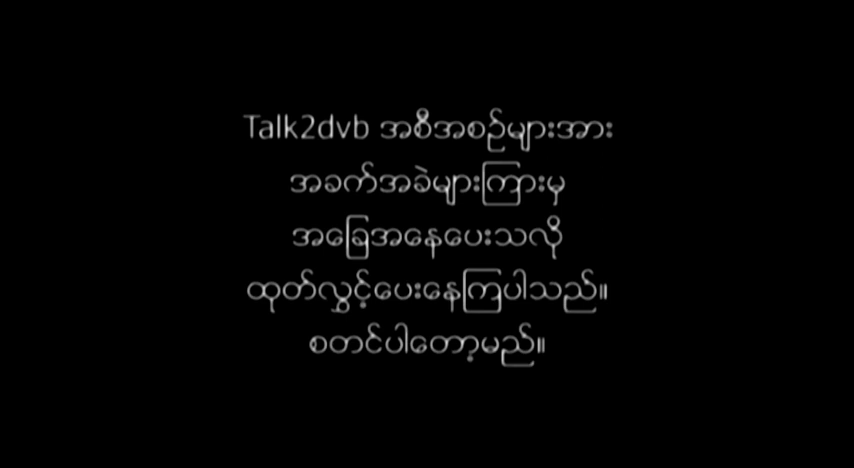 Talk2dvb အစီအစဉ်များအား
အခက်အခဲများကြားမှ
အခြေအနေပေးသလို
ထုတ်လွှင့်ပေးနေကြပါသည်။
စတင်ပါတော့မည်။